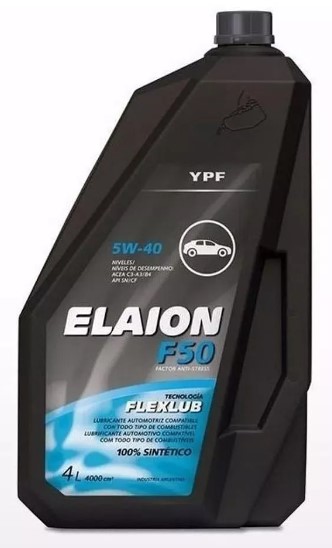 YPF
5W-40
NIVELES/
NÍVEIS DE DESEMPENHO:
ACEA C3-A3/B4
API SN/CF
ELAION
F50
FACTOR ANTI-STRESS
TECNOLOGÍA
FLEXLUB
LUBRICANTE AUTOMOTRIZ COMPATIBLE
CON TODO TIPO DE COMBUSTIBLES
LUBRIFICANTE AUTOMOTIVO COMPATÍVEL
COM TODO TIPO DE COMBUSTÍVEIS
100% SINTÉTICO
4L 4000 cm³
INDUSTRIA ARGENTINA